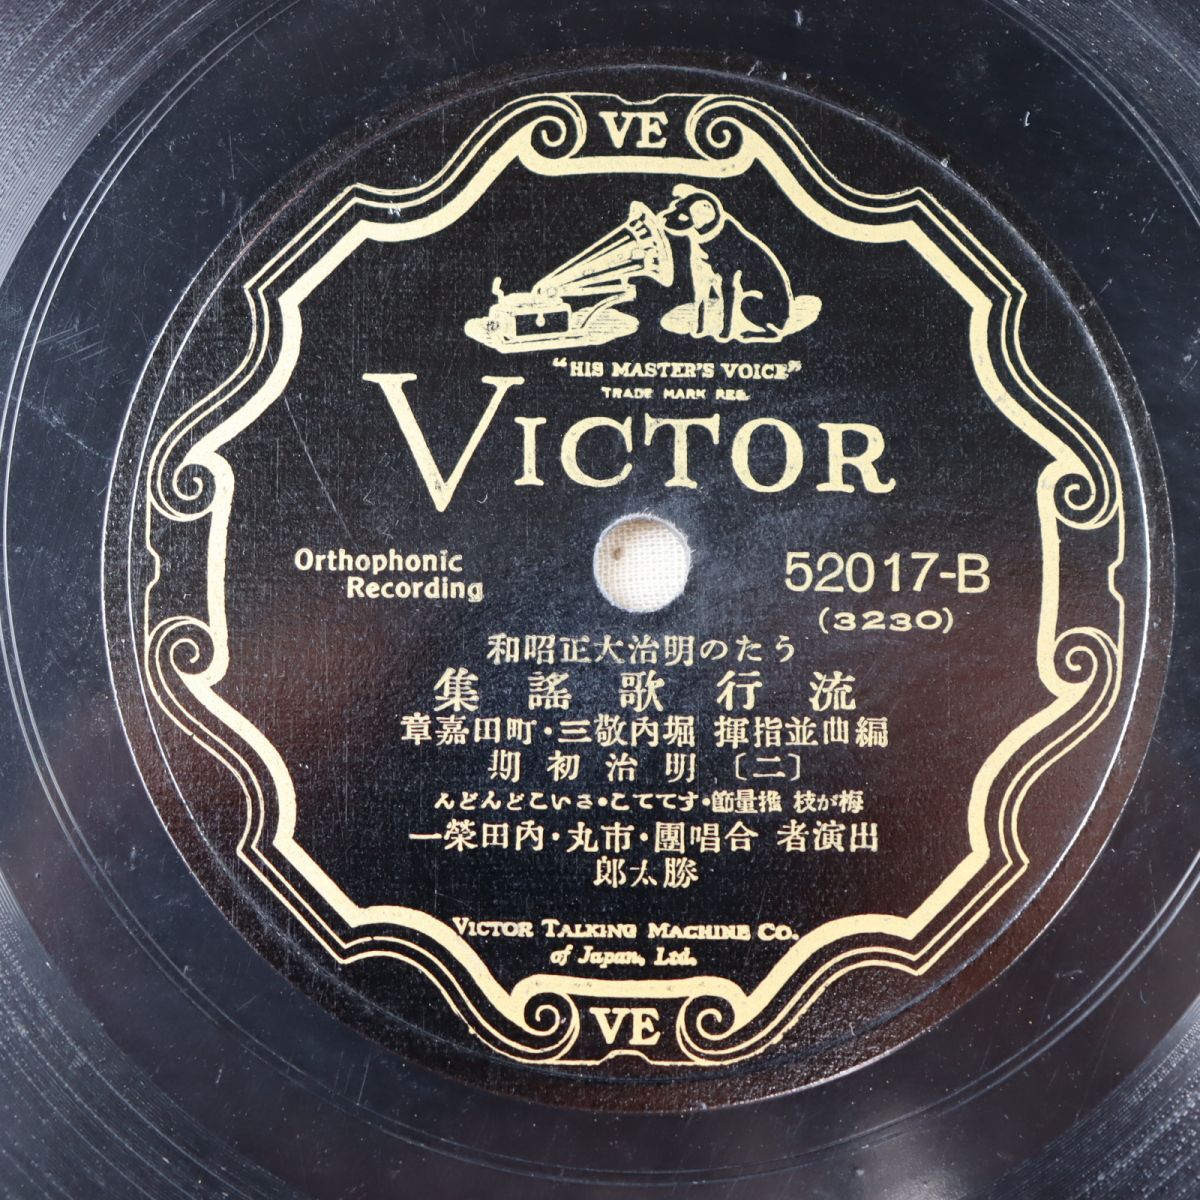 VE
"HIS MASTER'S VOICE"
TRADE MARK REG.
VICTOR
Orthophonic
Recording
52017-B
(3230)
うたの明治大正昭和
流行歌謠集
編曲並指揮 堀内敬三・町田嘉章
〔二〕 明治初期
梅が枝 推量節・すててこ・さいこどんどん
出演者 合唱團・市丸・内田榮一
勝太郎
VICTOR TALKING MACHINE CO.
of Japan, Ltd.
VE